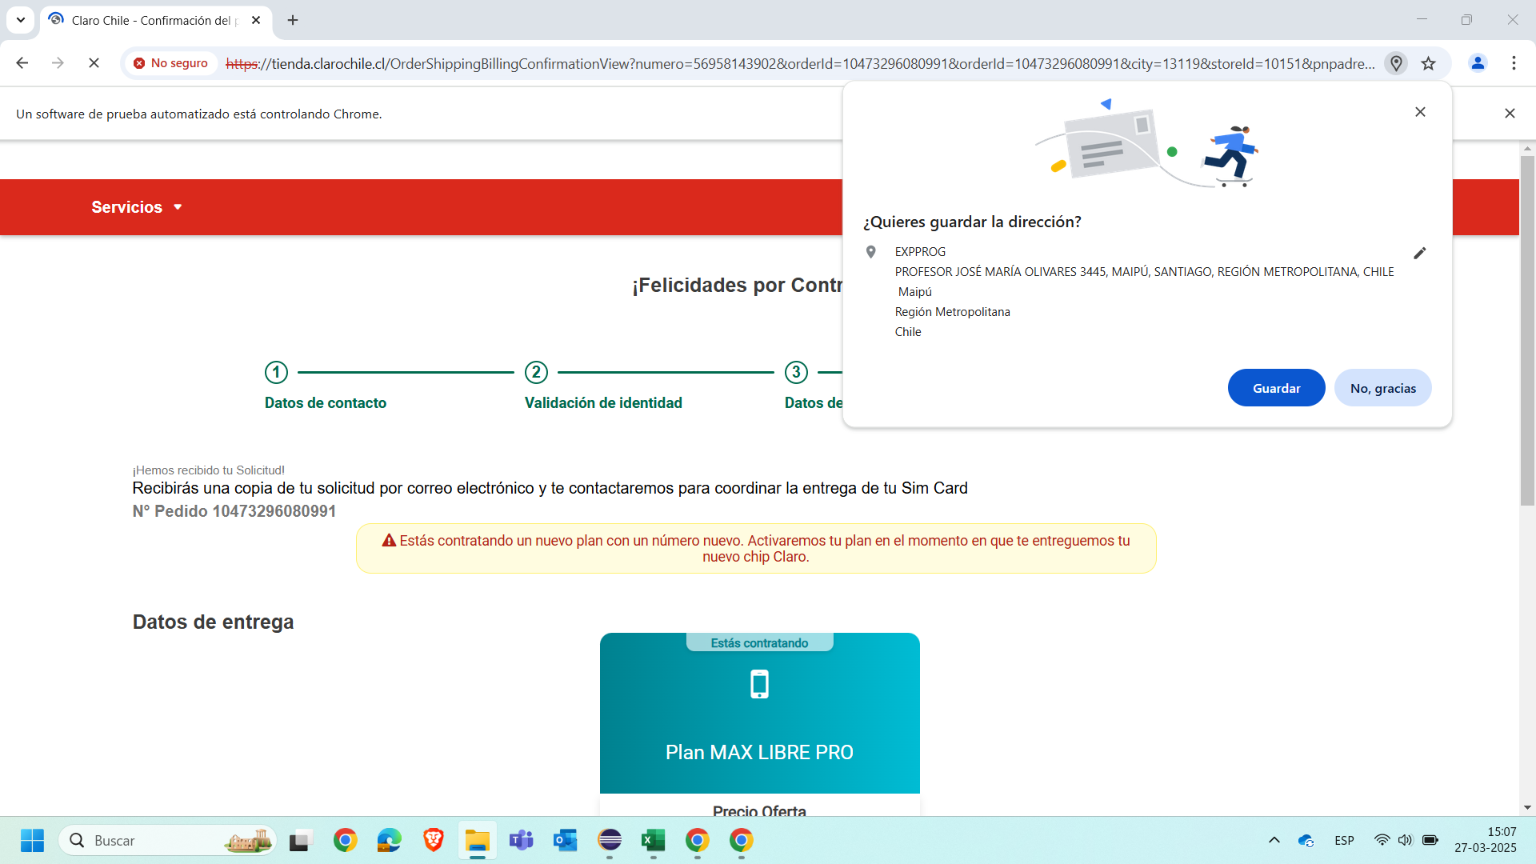 Claro Chile - Confirmación del p
No seguro
https://tienda.clarochile.cl/OrderShippingBillingConfirmationView?numero=56958143902&orderId=10473296080991&orderId=10473296080991&city=13119&storeId=10151&pnpadre...
Un software de prueba automatizado está controlando Chrome.
Servicios
¿Quieres guardar la dirección?
EXPPROG
PROFESOR JOSÉ MARÍA OLIVARES 3445, MAIPÚ, SANTIAGO, REGIÓN METROPOLITANA, CHILE
Maipú
Región Metropolitana
Chile
Guardar
No, gracias
¡Felicidades por Contr
1
2
3
Datos de contacto
Validación de identidad
Datos de
¡Hemos recibido tu Solicitud!
Recibirás una copia de tu solicitud por correo electrónico y te contactaremos para coordinar la entrega de tu Sim Card
N° Pedido 10473296080991
Estás contratando un nuevo plan con un número nuevo. Activaremos tu plan en el momento en que te entreguemos tu
nuevo chip Claro.
Datos de entrega
Estás contratando
Plan MAX LIBRE PRO
Precio Oferta
Buscar
ESP
15:07
27-03-2025